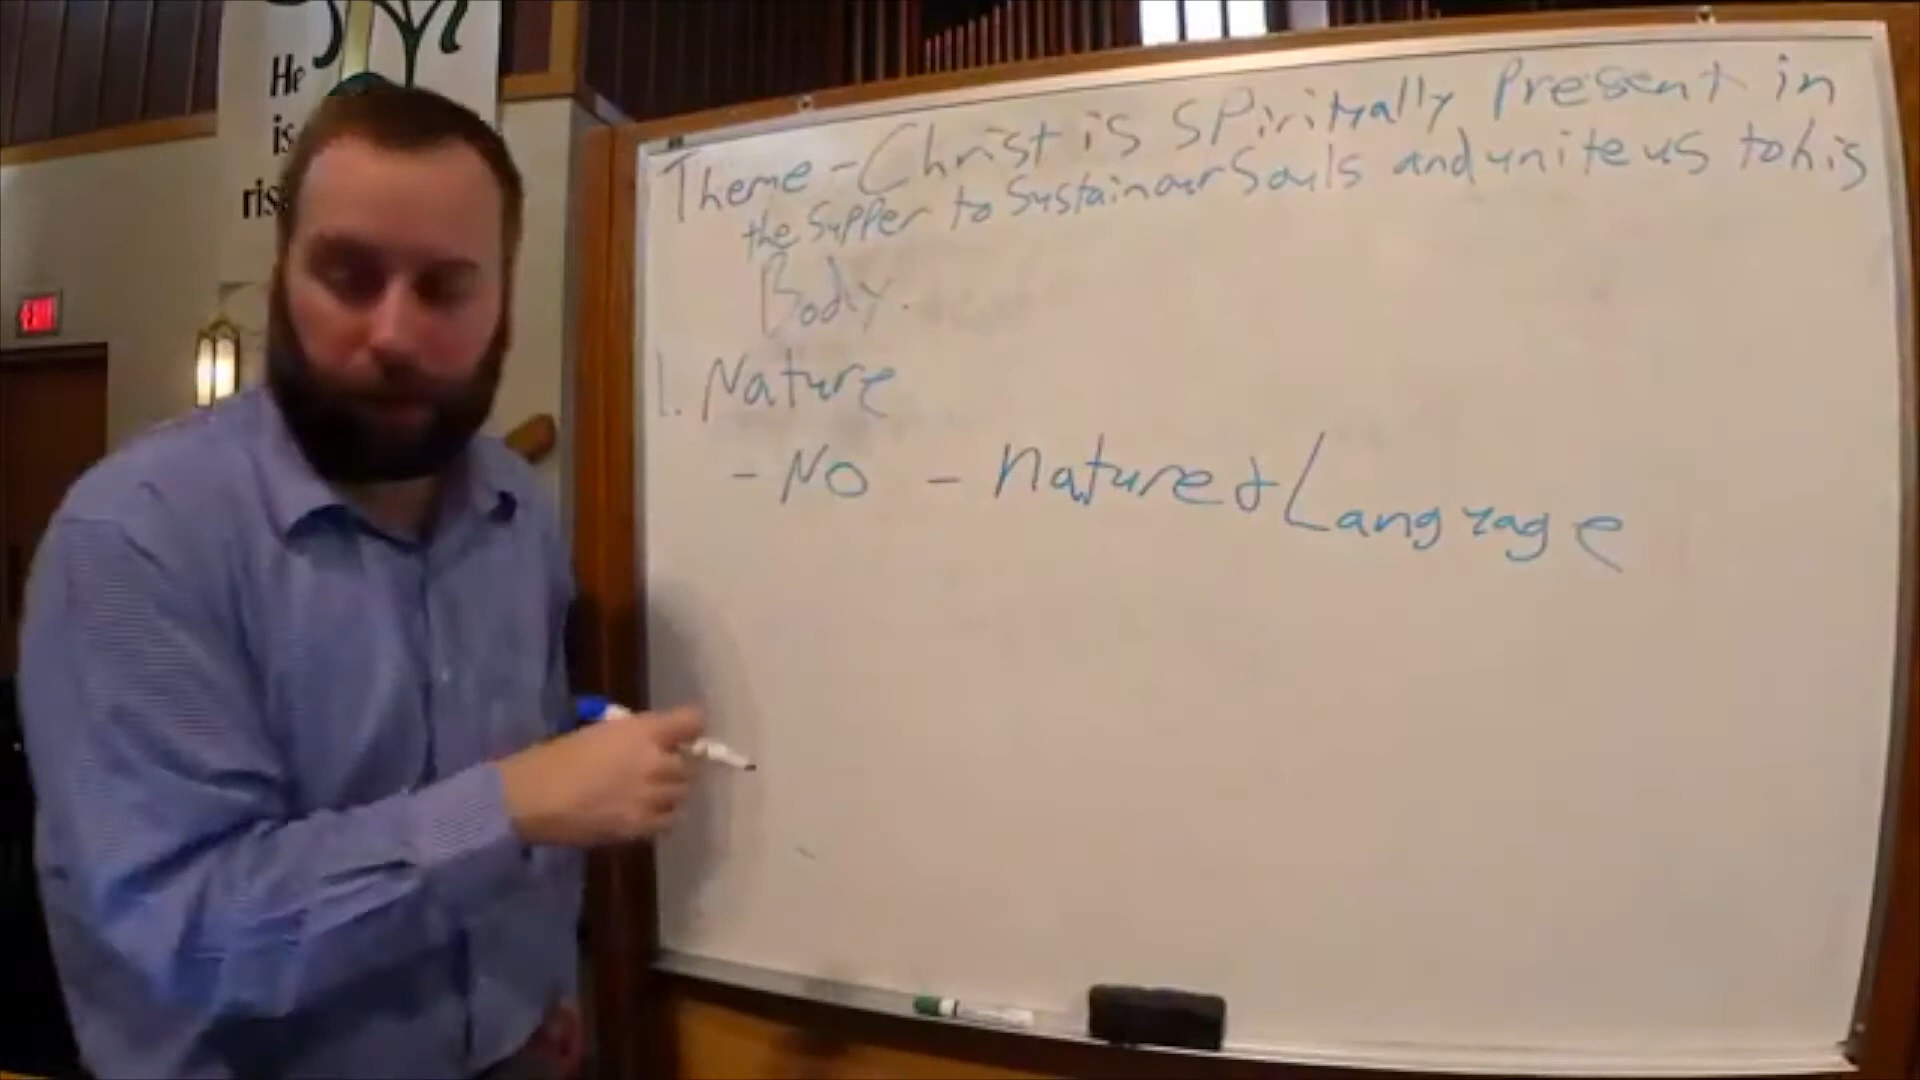 He
is
ris
EXIT
Theme - Christ is spiritually Present in
the Supper to Sustain our Souls and unite us to his
Body.
1. Nature
- No - Nature & Language